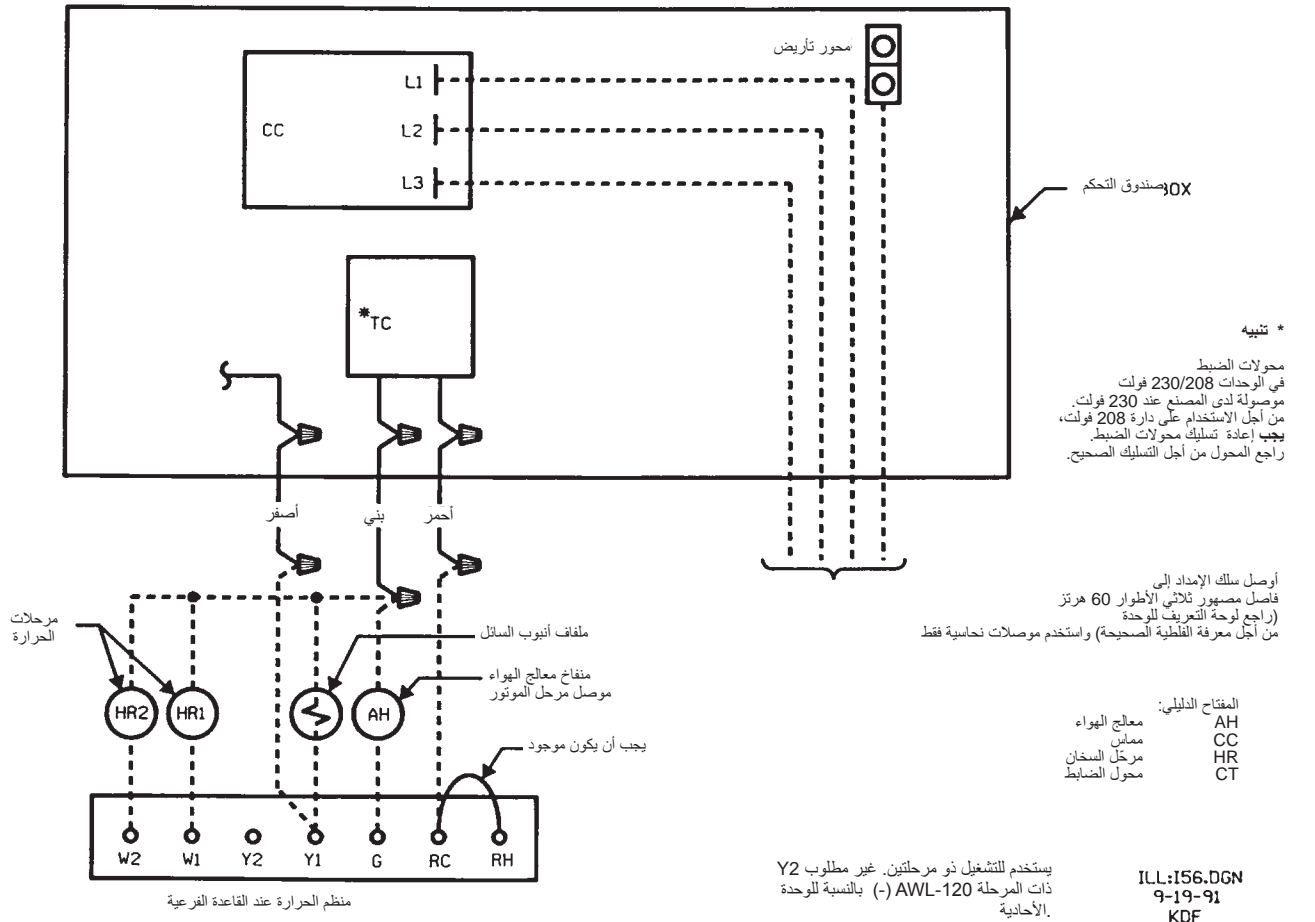 محور تأريض
L1
CC
L2
L3
صندوق التحكم
BOX
*TC
* تنبيه
محولات الضبط
في الوحدات 230/208 فولت
موصولة لدى المصنع عند 230 فولت.
من أجل الاستخدام على دارة 208 فولت،
يجب إعادة تسليك محولات الضبط.
راجع المحول من أجل التسليك الصحيح.
أصفر
بني
أحمر
أوصل سلك الإمداد إلى
فاصل مصهور ثلاثي الأطوار 60 هرتز
(راجع لوحة التعريف للوحدة
من أجل معرفة الفلطية الصحيحة) واستخدم موصلات نحاسية فقط
مرحلات
الحرارة
ملفاف أنبوب السائل
منفاخ معالج الهواء
موصل مرحل الموتور
HR2
HR1
AH
يجب أن يكون موجود
المفتاح الدليلي:
AH معالج الهواء
CC مماس
HR مرحّل السخان
CT محول الضابط
W2
W1
Y2
Y1
G
RC
RH
منظم الحرارة عند القاعدة الفرعية
يستخدم للتشغيل ذو مرحلتين. غير مطلوب Y2
ذات المرحلة AWL-120 (-) بالنسبة للوحدة
.الأحادية
ILL:I56.DGN
9-19-91
KDF